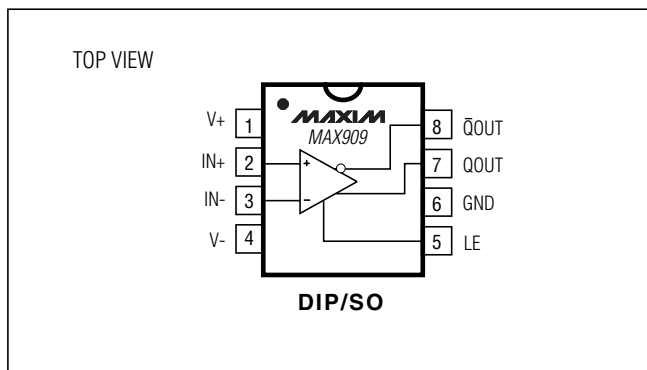 TOP VIEW
MAXIM
MAX909
V+ 1
IN+ 2
IN- 3
V- 4
8 Q̄OUT
7 QOUT
6 GND
5 LE
+
−
DIP/SO